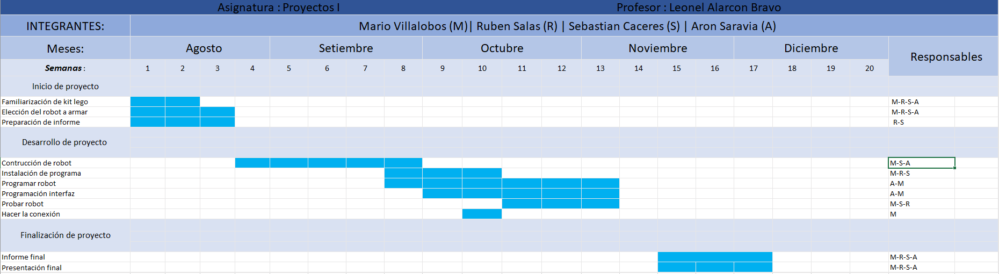 Asignatura : Proyectos I Profesor : Leonel Alarcon Bravo
INTEGRANTES: Mario Villalobos (M)| Ruben Salas (R) | Sebastian Caceres (S) | Aron Saravia (A)
Meses: Agosto Setiembre Octubre Noviembre Diciembre Responsables
Semanas : 1 2 3 4 5 6 7 8 9 10 11 12 13 14 15 16 17 18 19 20
Inicio de proyecto
Familiarización de kit lego M-R-S-A
Elección del robot a armar M-R-S-A
Preparación de informe R-S
Desarrollo de proyecto
Contrucción de robot M-S-A
Instalación de programa M-R-S
Programar robot A-M
Programación interfaz A-M
Probar robot M-S-R
Hacer la conexión M
Finalización de proyecto
Informe final M-R-S-A
Presentación final M-R-S-A